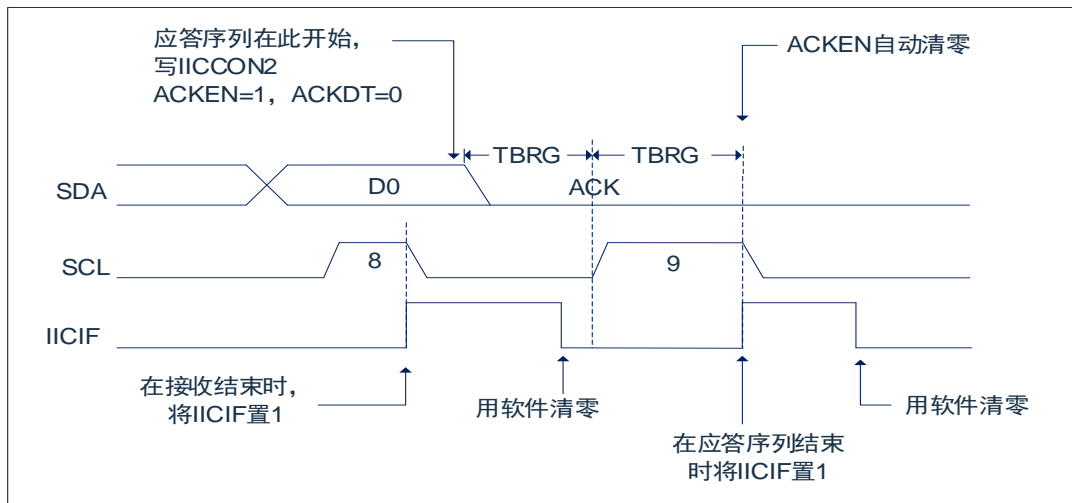 应答序列在此开始，
写IICCON2
ACKEN=1，ACKDT=0
ACKEN自动清零
TBRG
TBRG
SDA
D0
ACK
SCL
8
9
IICIF
在接收结束时，
将IICIF置1
用软件清零
在应答序列结束
时将IICIF置1
用软件清零